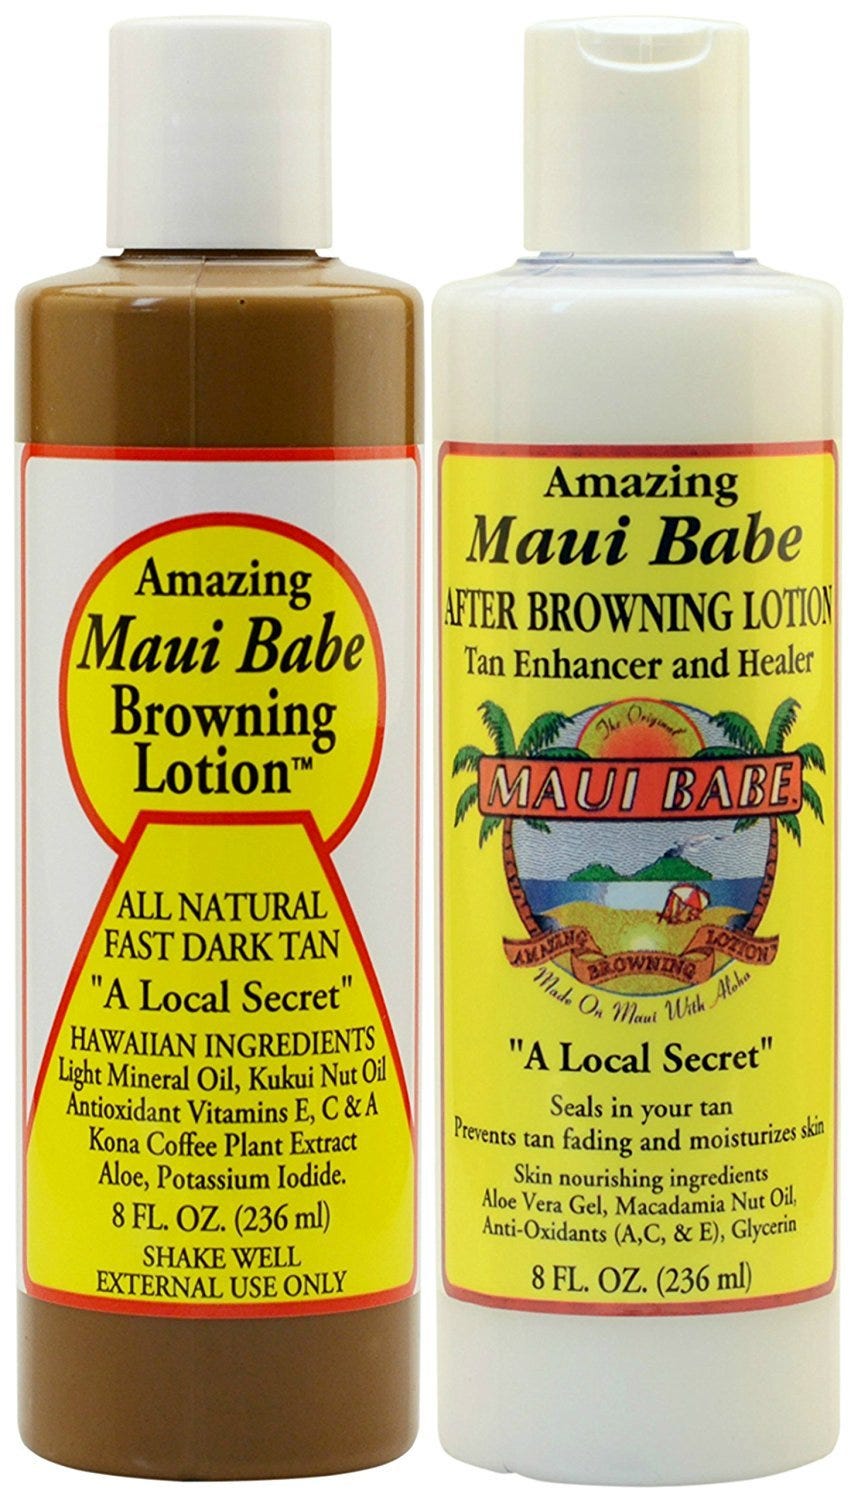 Amazing
Maui Babe
Browning
Lotion™
ALL NATURAL
FAST DARK TAN
"A Local Secret"
HAWAIIAN INGREDIENTS
Light Mineral Oil, Kukui Nut Oil
Antioxidant Vitamins E, C & A
Kona Coffee Plant Extract
Aloe, Potassium Iodide.
8 FL. OZ. (236 ml)
SHAKE WELL
EXTERNAL USE ONLY
Amazing
Maui Babe
AFTER BROWNING LOTION
Tan Enhancer and Healer
The Original
MAUI BABE
AMAZING BROWNING LOTION
Made On Maui With Aloha
"A Local Secret"
Seals in your tan
Prevents tan fading and moisturizes skin
Skin nourishing ingredients
Aloe Vera Gel, Macadamia Nut Oil,
Anti-Oxidants (A,C, & E), Glycerin
8 FL. OZ. (236 ml)